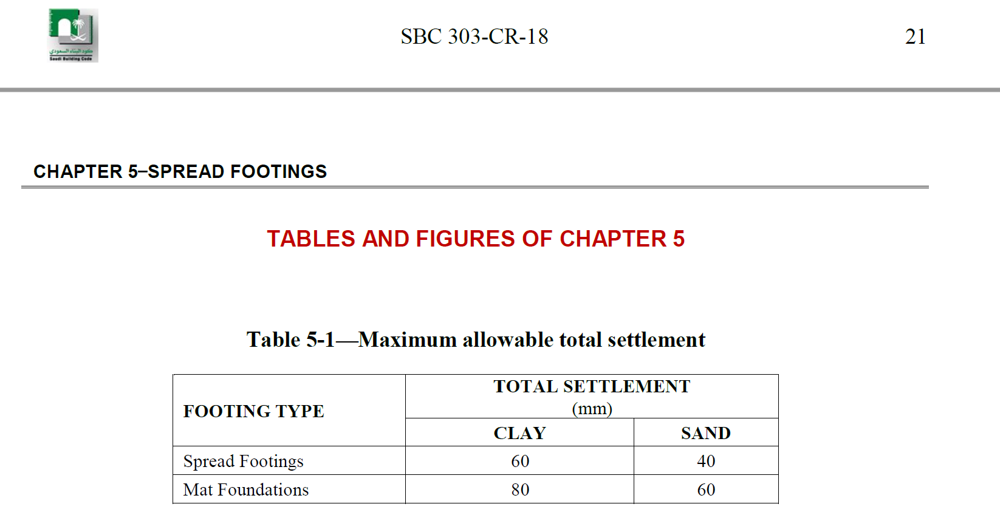 كود البناء السعودي
Saudi Building Code
SBC 303-CR-18
21
CHAPTER 5–SPREAD FOOTINGS
TABLES AND FIGURES OF CHAPTER 5
Table 5-1—Maximum allowable total settlement
FOOTING TYPE
TOTAL SETTLEMENT
(mm)
CLAY SAND
Spread Footings 60 40
Mat Foundations 80 60